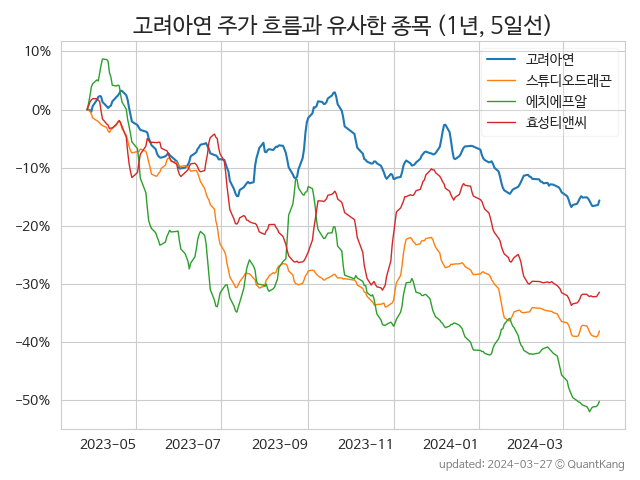 고려아연 주가 흐름과 유사한 종목 (1년, 5일선)
고려아연
스튜디오드래곤
에치에프알
효성티앤씨
10%
0%
−10%
−20%
−30%
−40%
−50%
2023-05
2023-07
2023-09
2023-11
2024-01
2024-03
updated: 2024-03-27 © QuantKang